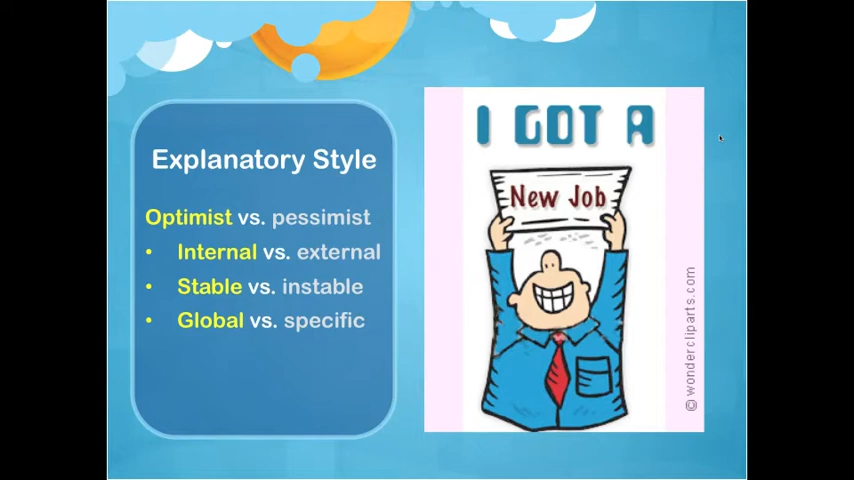 Explanatory Style
Optimist vs. pessimist
• Internal vs. external
• Stable vs. instable
• Global vs. specific
I GOT A
New Job
© wondercliparts.com